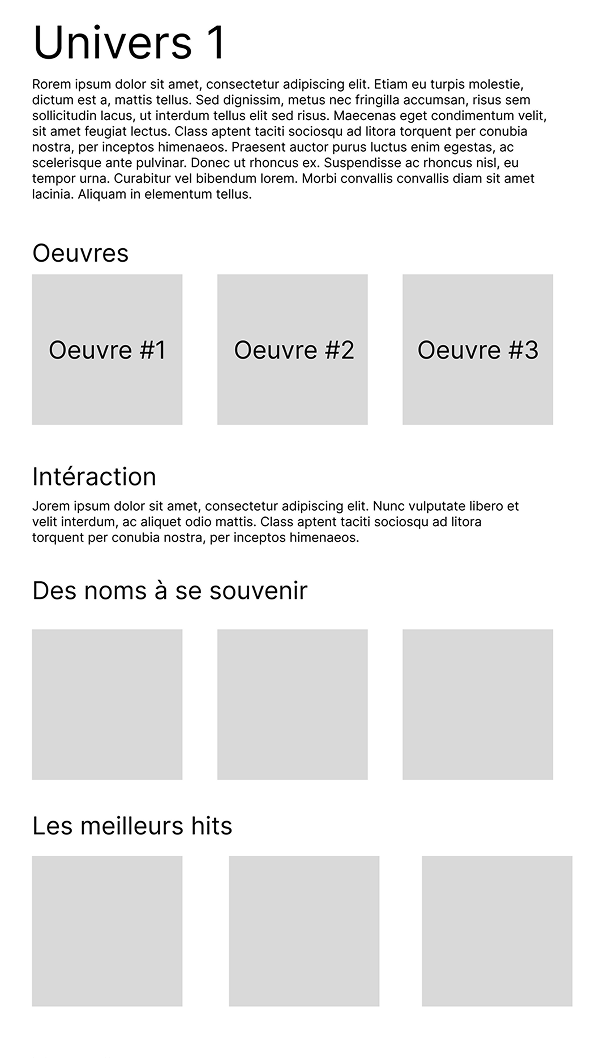 Univers 1
Rorem ipsum dolor sit amet, consectetur adipiscing elit. Etiam eu turpis molestie,
dictum est a, mattis tellus. Sed dignissim, metus nec fringilla accumsan, risus sem
sollicitudin lacus, ut interdum tellus elit sed risus. Maecenas eget condimentum velit,
sit amet feugiat lectus. Class aptent taciti sociosqu ad litora torquent per conubia
nostra, per inceptos himenaeos. Praesent auctor purus luctus enim egestas, ac
scelerisque ante pulvinar. Donec ut rhoncus ex. Suspendisse ac rhoncus nisl, eu
tempor urna. Curabitur vel bibendum lorem. Morbi convallis convallis diam sit amet
lacinia. Aliquam in elementum tellus.
Oeuvres
Oeuvre #1
Oeuvre #2
Oeuvre #3
Intéraction
Jorem ipsum dolor sit amet, consectetur adipiscing elit. Nunc vulputate libero et
velit interdum, ac aliquet odio mattis. Class aptent taciti sociosqu ad litora
torquent per conubia nostra, per inceptos himenaeos.
Des noms à se souvenir
Les meilleurs hits